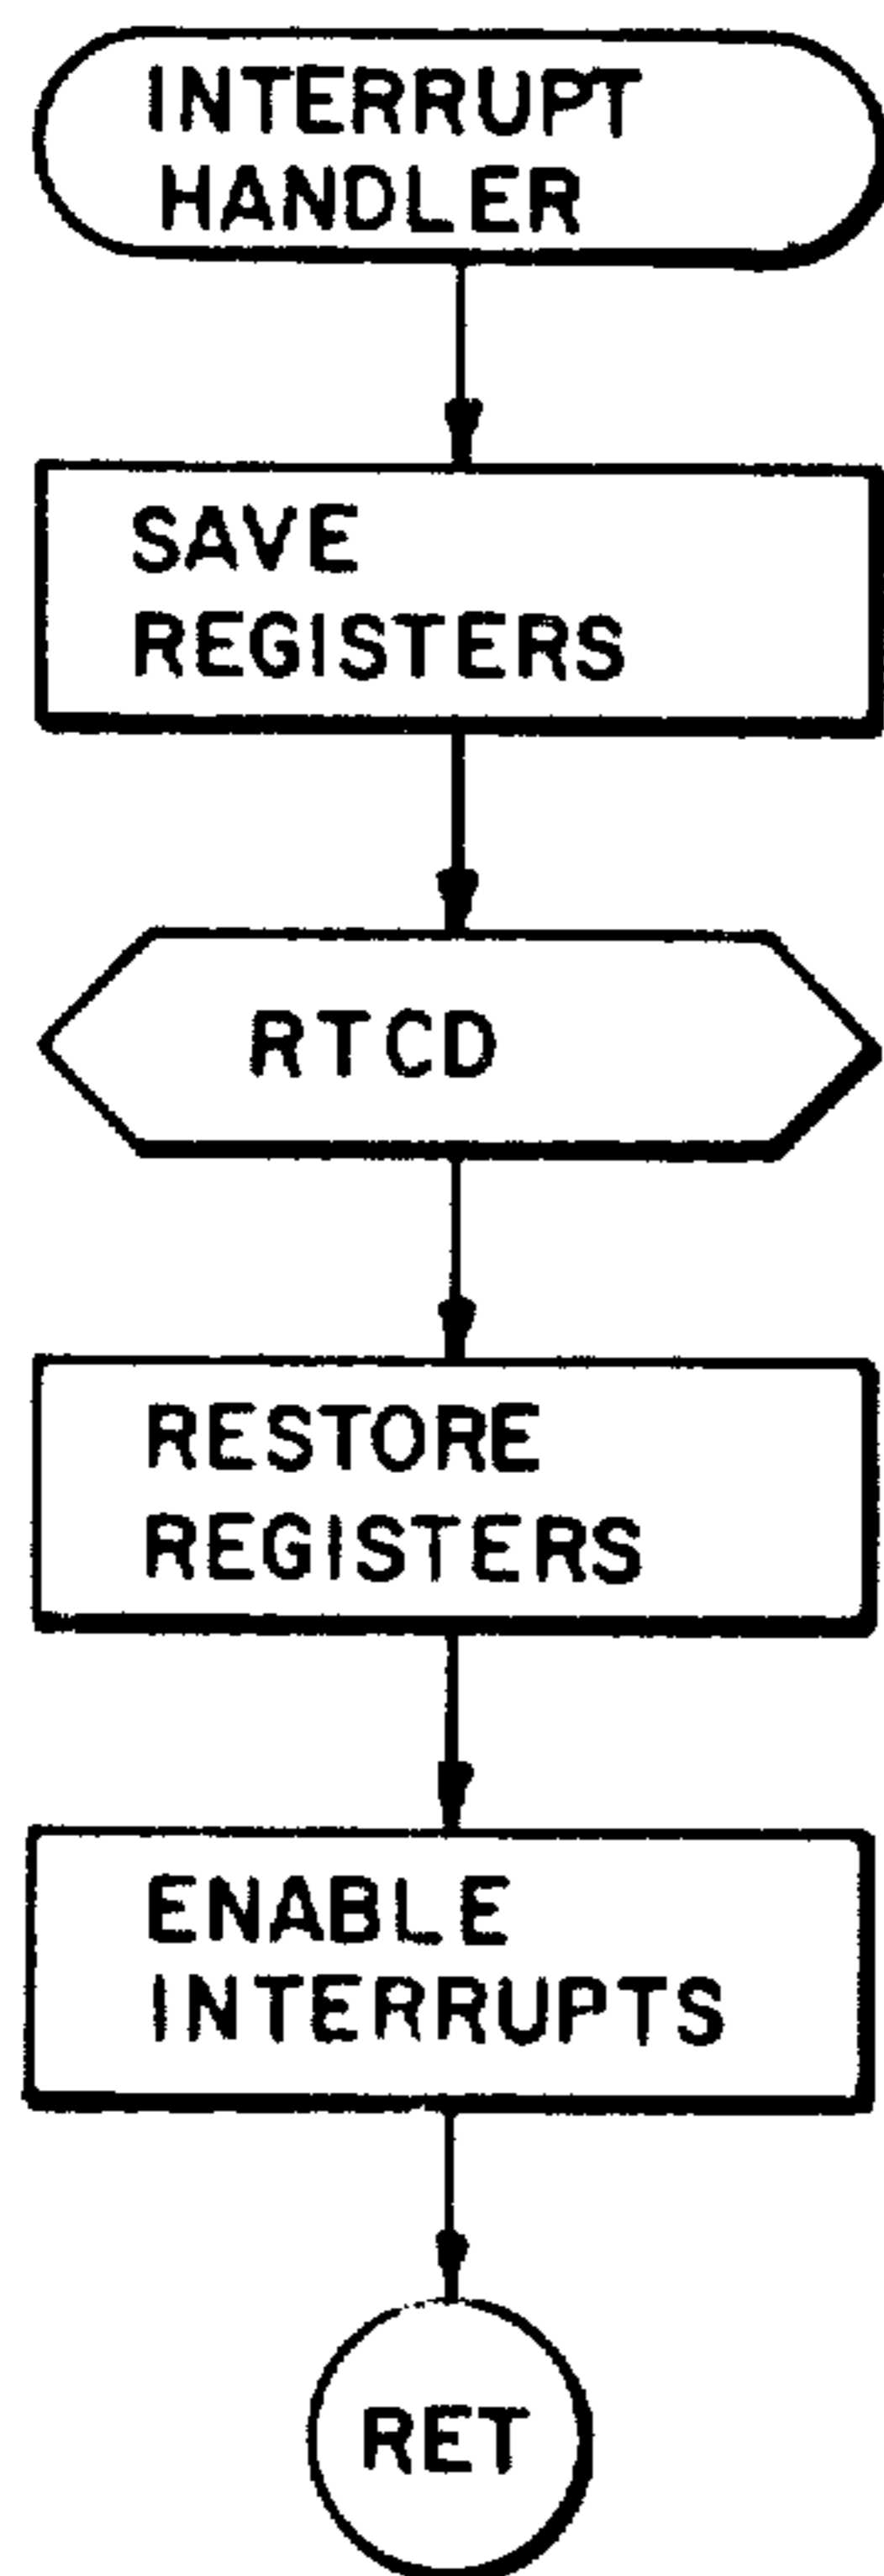 INTERRUPT
HANDLER
SAVE
REGISTERS
RTCD
RESTORE
REGISTERS
ENABLE
INTERRUPTS
RET